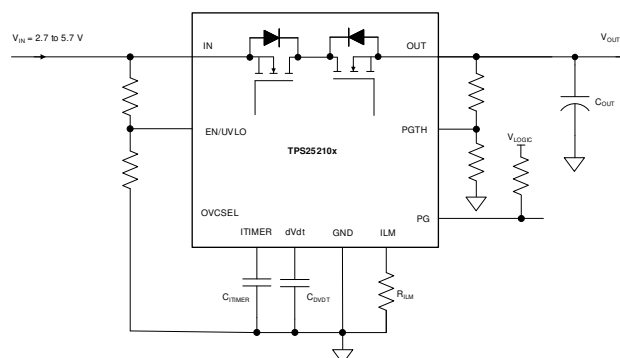 VIN = 2.7 to 5.7 V
IN
OUT
VOUT
COUT
EN/UVLO
PGTH
TPS25210x
VLOGIC
OVCSEL
PG
ITIMER
dVdt
GND
ILM
CITIMER
CDVDT
RILM